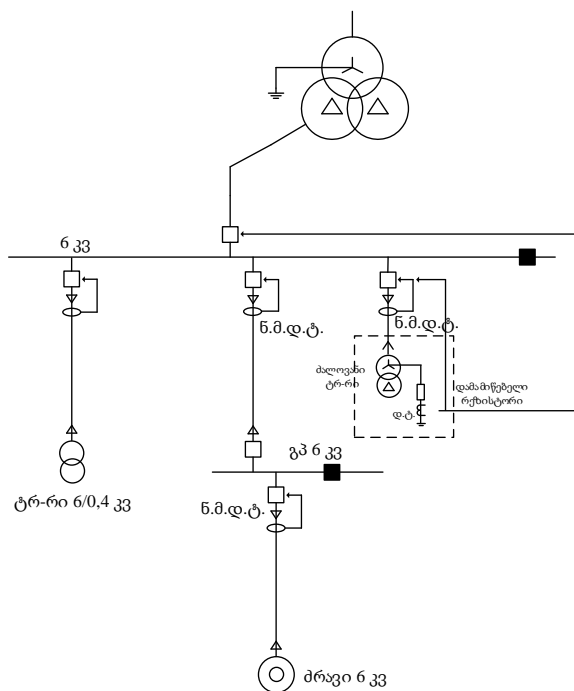 6 კვ
ნ.მ.დ.ტ.
ნ.მ.დ.ტ.
ძალოვანი
ტრ-რი
დამამიწებელი
რეზისტორი
დ.ტ.
გპ 6 კვ
ტრ-რი 6/0,4 კვ
ნ.მ.დ.ტ.
ძრავი 6 კვ